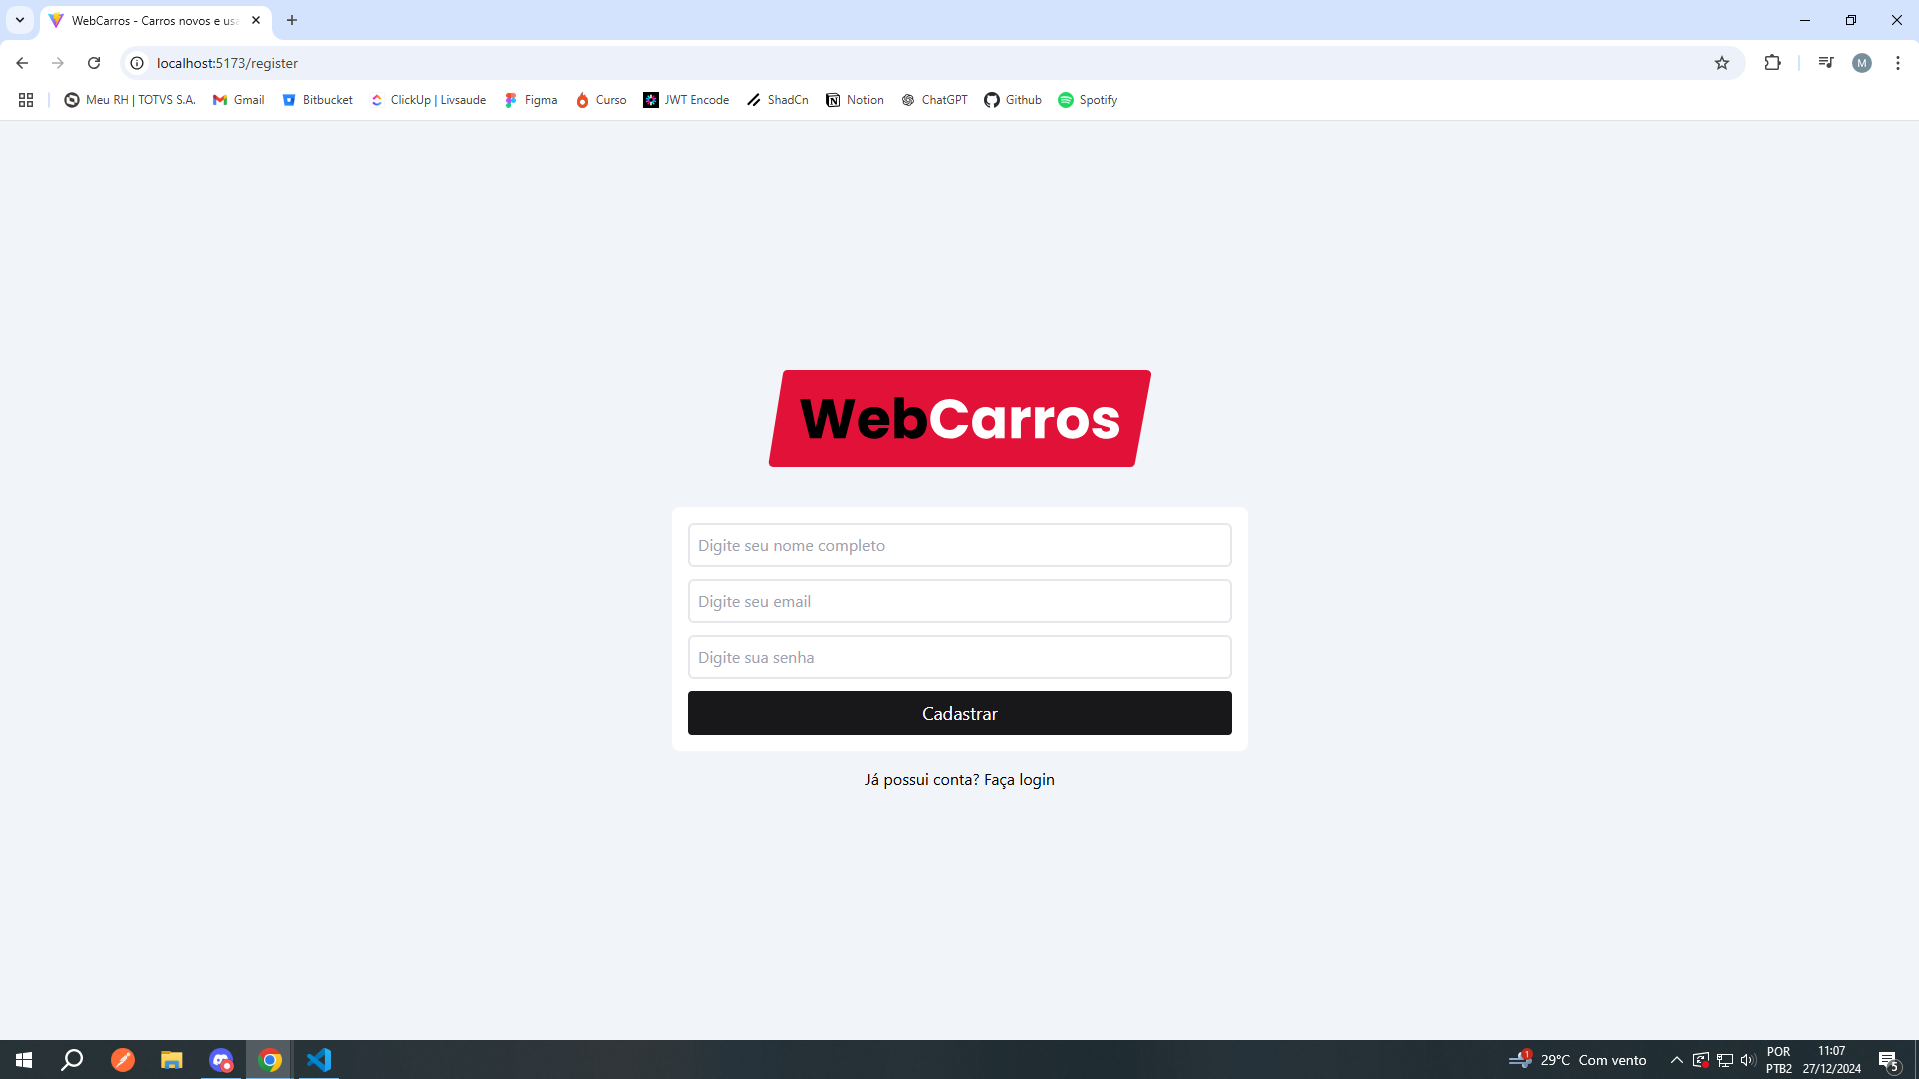 WebCarros - Carros novos e usa
localhost:5173/register
M
Meu RH | TOTVS S.A.
Gmail
Bitbucket
ClickUp | Livsaude
Figma
Curso
JWT Encode
ShadCn
Notion
ChatGPT
Github
Spotify
WebCarros
Digite seu nome completo
Digite seu email
Digite sua senha
Cadastrar
Já possui conta? Faça login
1
29°C Com vento
POR
PTB2
11:07
27/12/2024
5